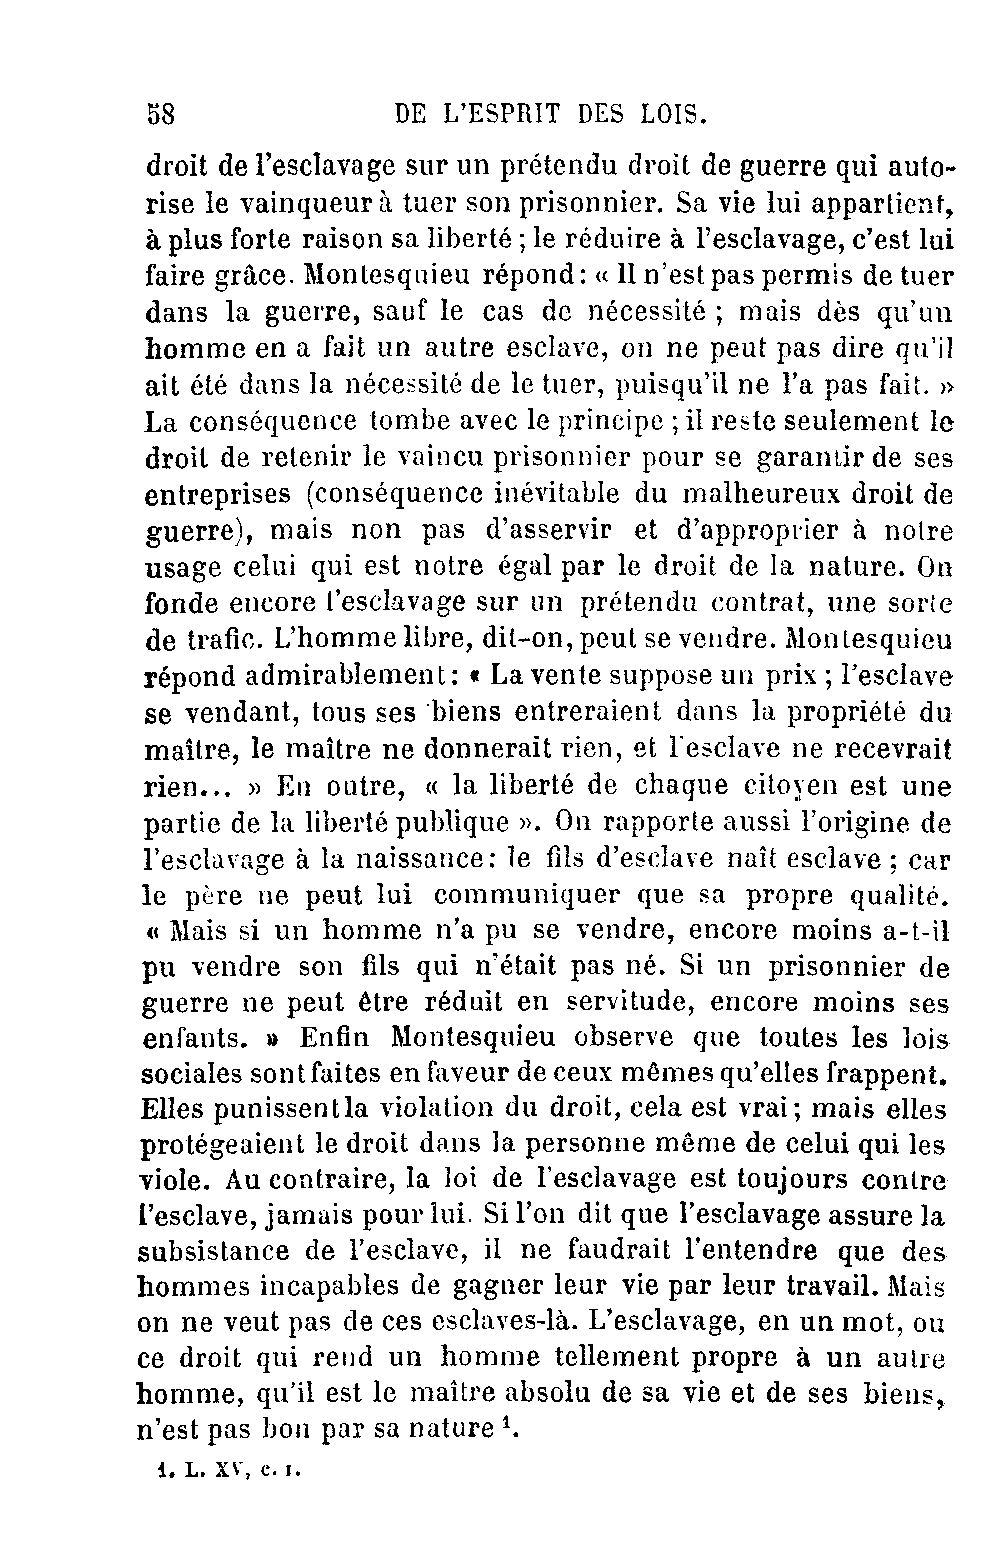 58 DE L'ESPRIT DES LOIS.
droit de l'esclavage sur un prétendu droit de guerre qui auto-
rise le vainqueur à tuer son prisonnier. Sa vie lui appartient,
à plus forte raison sa liberté ; le réduire à l'esclavage, c'est lui
faire grâce. Montesquieu répond : « Il n'est pas permis de tuer
dans la guerre, sauf le cas de nécessité ; mais dès qu'un
homme en a fait un autre esclave, on ne peut pas dire qu'il
ait été dans la nécessité de le tuer, puisqu'il ne l'a pas fait. »
La conséquence tombe avec le principe ; il reste seulement le
droit de retenir le vaincu prisonnier pour se garantir de ses
entreprises (conséquence inévitable du malheureux droit de
guerre), mais non pas d'asservir et d'approprier à notre
usage celui qui est notre égal par le droit de la nature. On
fonde encore l'esclavage sur un prétendu contrat, une sorte
de trafic. L'homme libre, dit-on, peut se vendre. Montesquieu
répond admirablement : « La vente suppose un prix ; l'esclave
se vendant, tous ses biens entreraient dans la propriété du
maître, le maître ne donnerait rien, et l'esclave ne recevrait
rien... » En outre, « la liberté de chaque citoyen est une
partie de la liberté publique ». On rapporte aussi l'origine de
l'esclavage à la naissance : le fils d'esclave naît esclave ; car
le père ne peut lui communiquer que sa propre qualité.
« Mais si un homme n'a pu se vendre, encore moins a-t-il
pu vendre son fils qui n'était pas né. Si un prisonnier de
guerre ne peut être réduit en servitude, encore moins ses
enfants. » Enfin Montesquieu observe que toutes les lois
sociales sont faites en faveur de ceux mêmes qu'elles frappent.
Elles punissent la violation du droit, cela est vrai ; mais elles
protégeaient le droit dans la personne même de celui qui les
viole. Au contraire, la loi de l'esclavage est toujours contre
l'esclave, jamais pour lui. Si l'on dit que l'esclavage assure la
subsistance de l'esclave, il ne faudrait l'entendre que des
hommes incapables de gagner leur vie par leur travail. Mais
on ne veut pas de ces esclaves-là. L'esclavage, en un mot, ou
ce droit qui rend un homme tellement propre à un autre
homme, qu'il est le maître absolu de sa vie et de ses biens,
n'est pas bon par sa nature ¹.
1. L. XV, c. I.